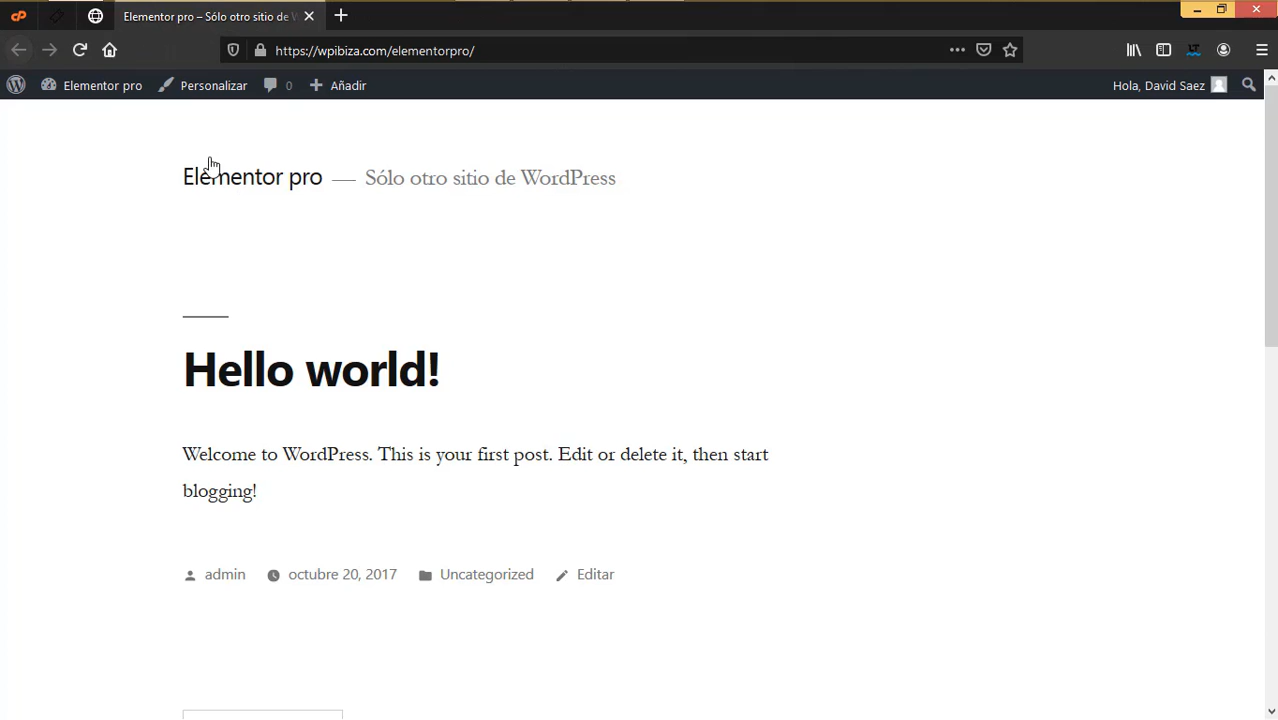 Elementor pro – Sólo otro sitio de W
https://wpibiza.com/elementorpro/
Elementor pro Personalizar 0 Añadir Hola, David Saez
Elementor pro — Sólo otro sitio de WordPress
Hello world!
Welcome to WordPress. This is your first post. Edit or delete it, then start
blogging!
admin octubre 20, 2017 Uncategorized Editar